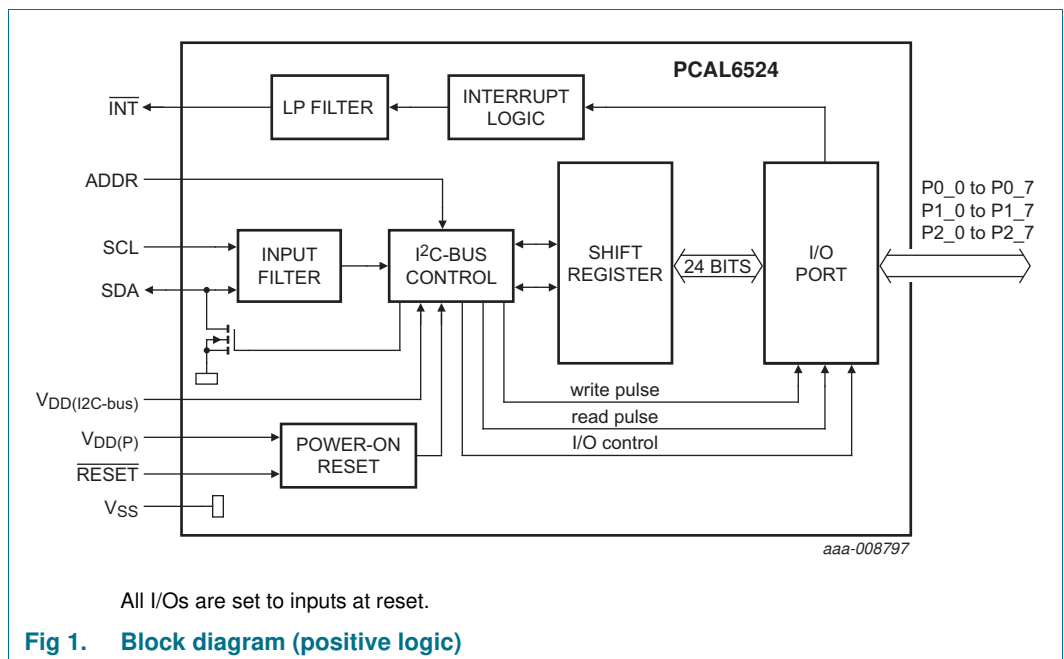 PCAL6524
INT
LP FILTER
INTERRUPT
LOGIC
ADDR
P0_0 to P0_7
P1_0 to P1_7
P2_0 to P2_7
SCL
INPUT
FILTER
I2C-BUS
CONTROL
SHIFT
REGISTER
24 BITS
I/O
PORT
SDA
write pulse
VDD(I2C-bus)
read pulse
VDD(P)
I/O control
POWER-ON
RESET
RESET
VSS
aaa-008797
All I/Os are set to inputs at reset.
Fig 1. Block diagram (positive logic)